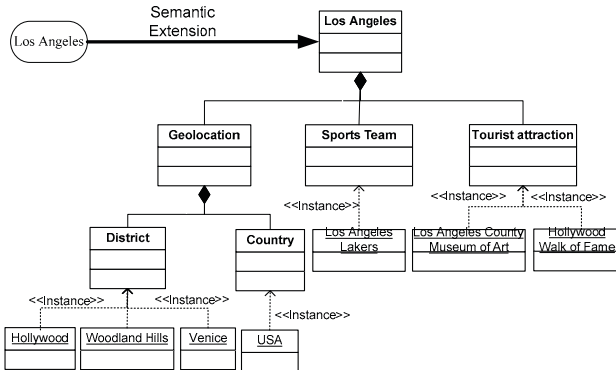 Semantic
Extension
Los Angeles
Los Angeles
Geolocation
Sports Team
Tourist attraction
<<Instance>>
<<Instance>>
<<Instance>>
Los Angeles
Lakers
Los Angeles County
Museum of Art
Hollywood
Walk of Fame
District
Country
<<Instance>>
<<Instance>>
<<Instance>>
Hollywood
Woodland Hills
Venice
USA